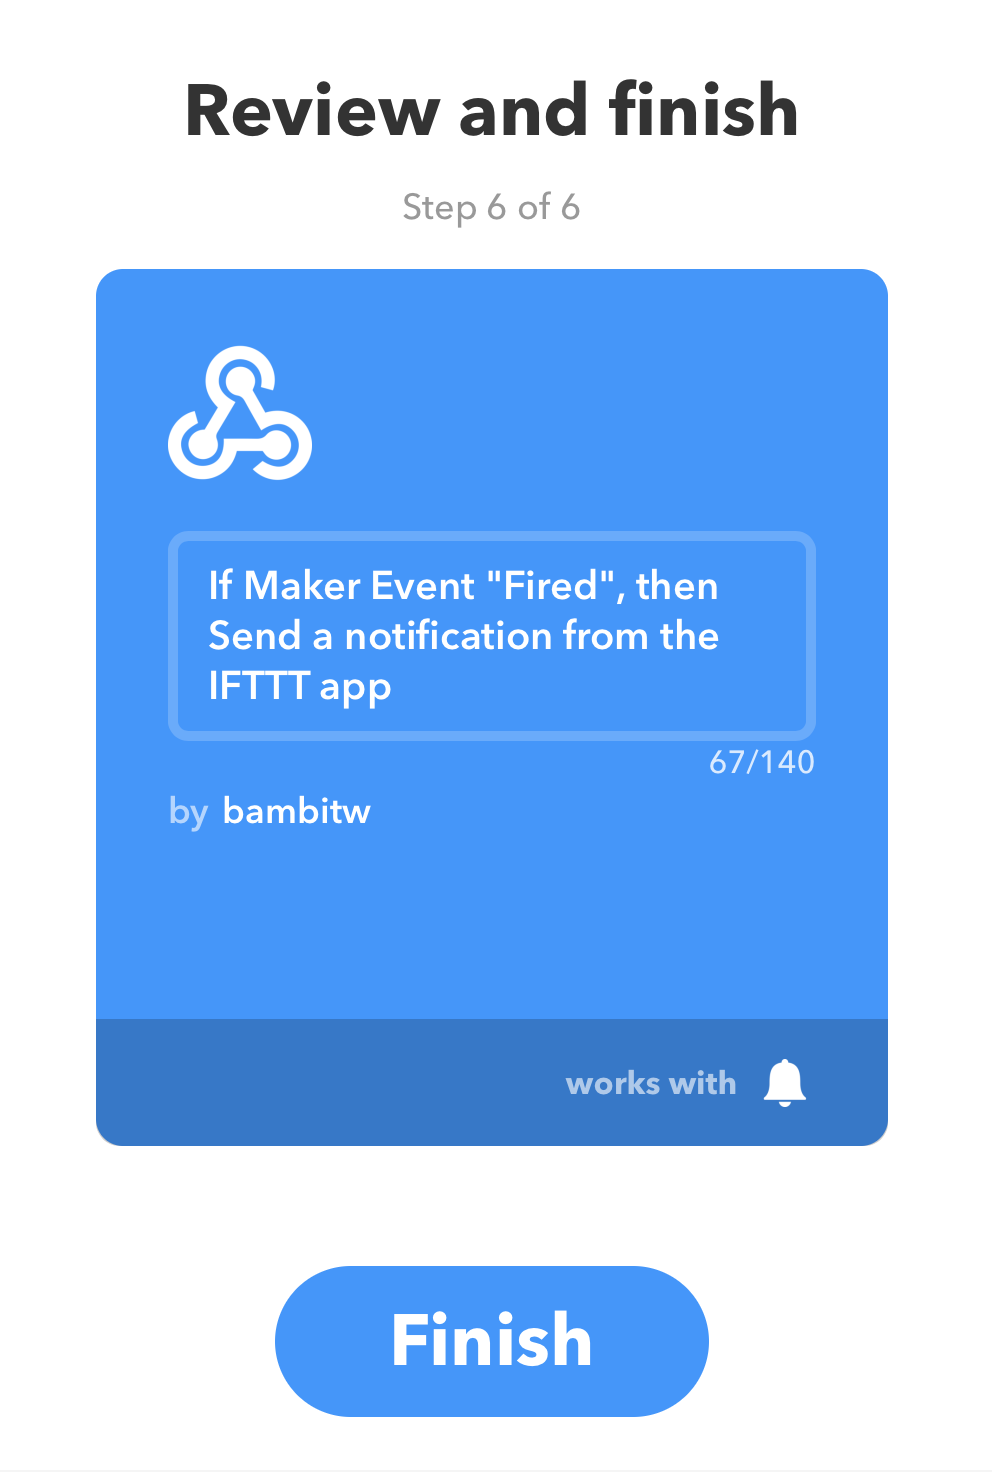 Review and finish
Step 6 of 6
If Maker Event "Fired", then
Send a notification from the
IFTTT app
67/140
by bambitw
works with
Finish